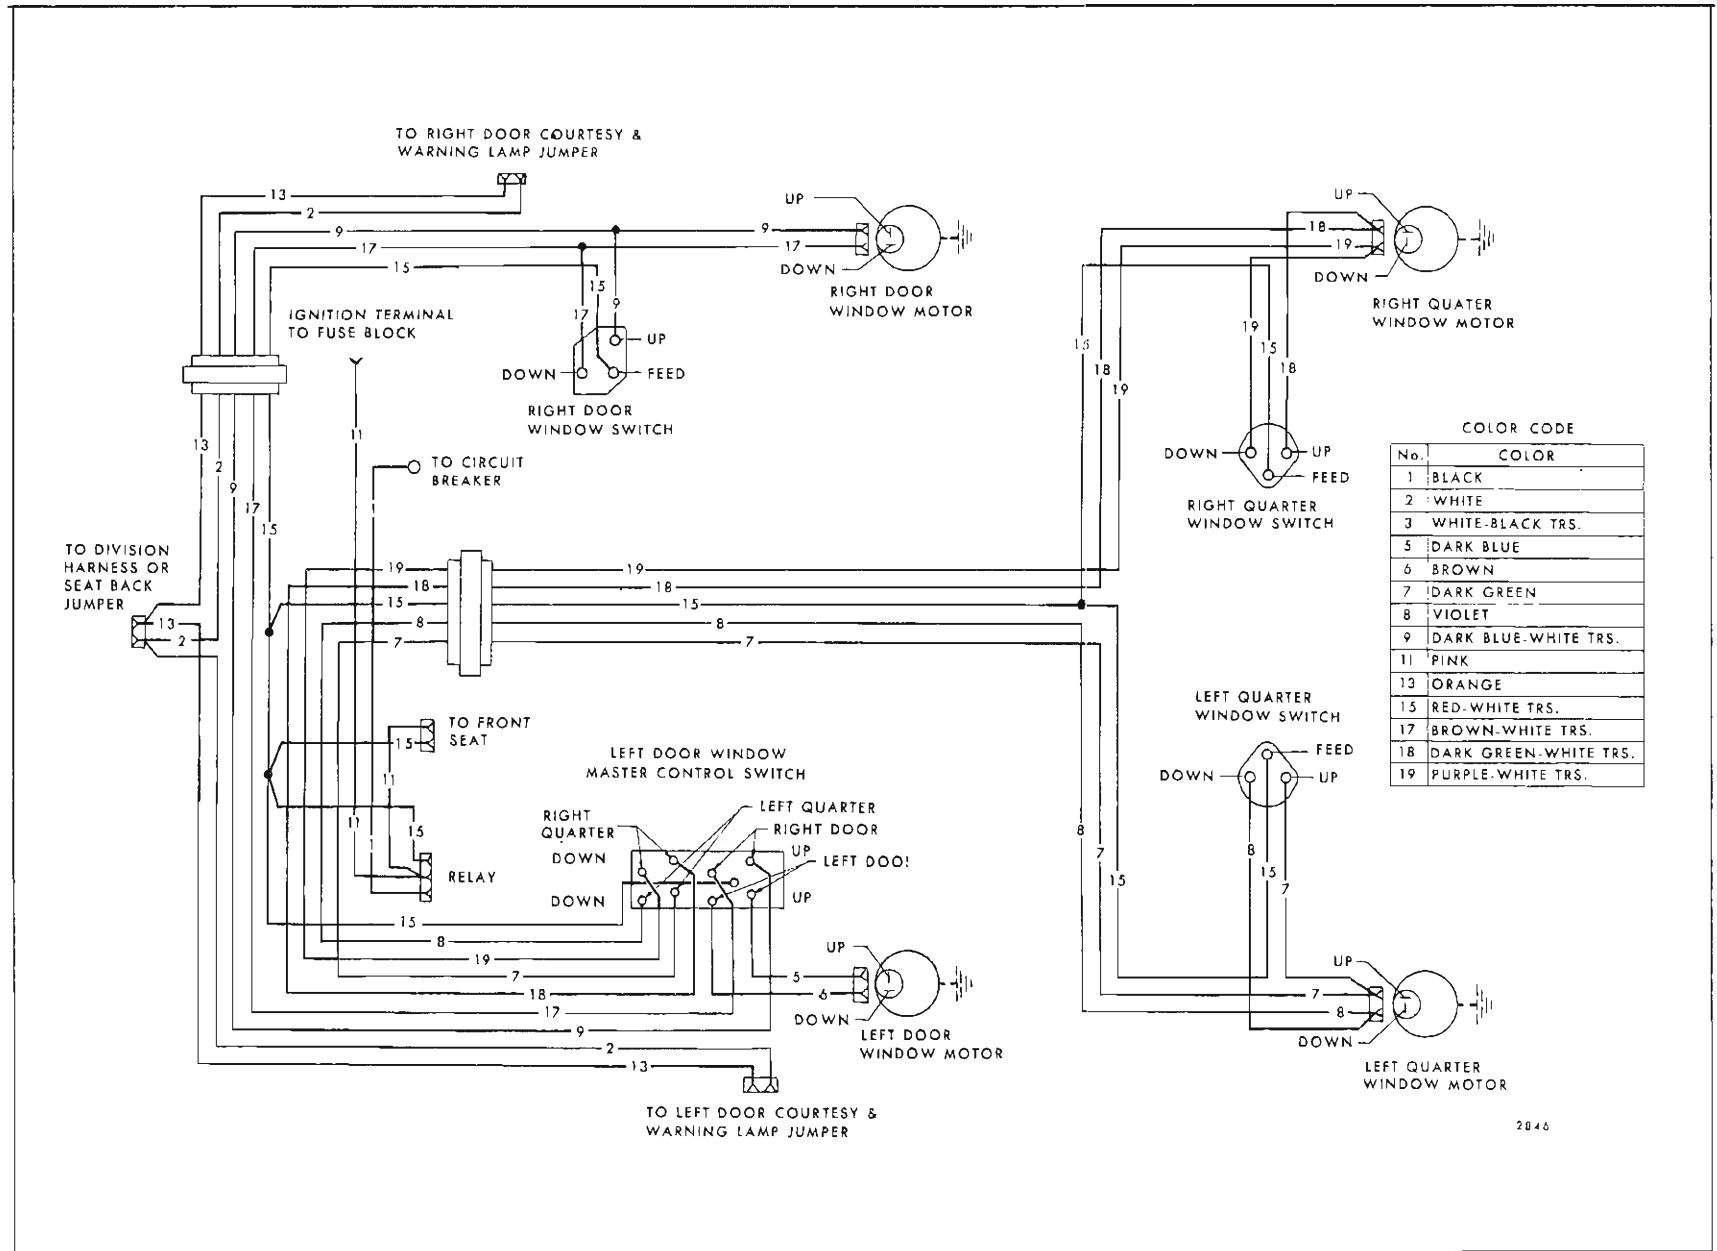 TO RIGHT DOOR COURTESY &
WARNING LAMP JUMPER
13
2
9
17
15
9
17
15
17
9
UP
DOWN
RIGHT DOOR
WINDOW MOTOR
UP
DOWN
FEED
RIGHT DOOR
WINDOW SWITCH
IGNITION TERMINAL
TO FUSE BLOCK
11
TO CIRCUIT
BREAKER
13
2
9
17
15
TO DIVISION
HARNESS OR
SEAT BACK
JUMPER
13
2
19
18
15
8
7
19
18
15
8
7
18
19
UP
DOWN
RIGHT QUATER
WINDOW MOTOR
15
18
19
19
15
18
DOWN
UP
FEED
RIGHT QUARTER
WINDOW SWITCH
COLOR CODE
No. COLOR
1 BLACK
2 WHITE
3 WHITE-BLACK TRS.
5 DARK BLUE
6 BROWN
7 DARK GREEN
8 VIOLET
9 DARK BLUE-WHITE TRS.
11 PINK
13 ORANGE
15 RED-WHITE TRS.
17 BROWN-WHITE TRS.
18 DARK GREEN-WHITE TRS.
19 PURPLE-WHITE TRS.
TO FRONT
SEAT
15
11
11
15
RELAY
LEFT DOOR WINDOW
MASTER CONTROL SWITCH
RIGHT
QUARTER
DOWN
DOWN
LEFT QUARTER
RIGHT DOOR
UP
LEFT DOO
UP
15
8
19
7
18
17
9
2
13
UP
5
6
DOWN
LEFT DOOR
WINDOW MOTOR
TO LEFT DOOR COURTESY &
WARNING LAMP JUMPER
LEFT QUARTER
WINDOW SWITCH
FEED
DOWN
UP
8
7
15
8
15
7
UP
7
8
DOWN
LEFT QUARTER
WINDOW MOTOR
2846